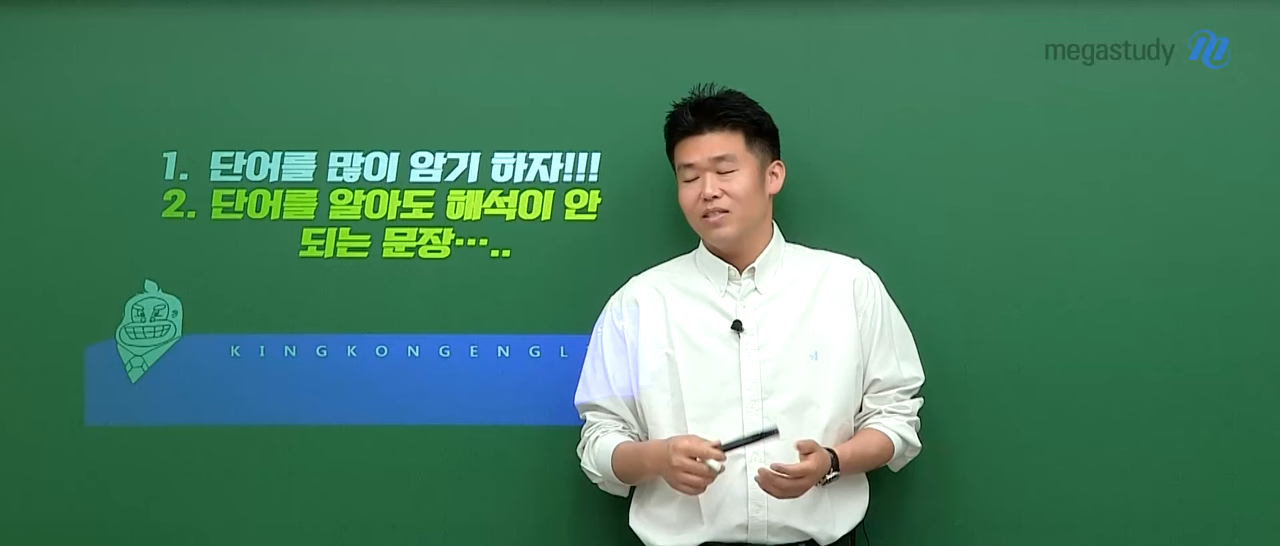 megastudy
1. 단어를 많이 암기 하자!!!
2. 단어를 알아도 해석이 안
되는 문장…..
KINGKONGENGL